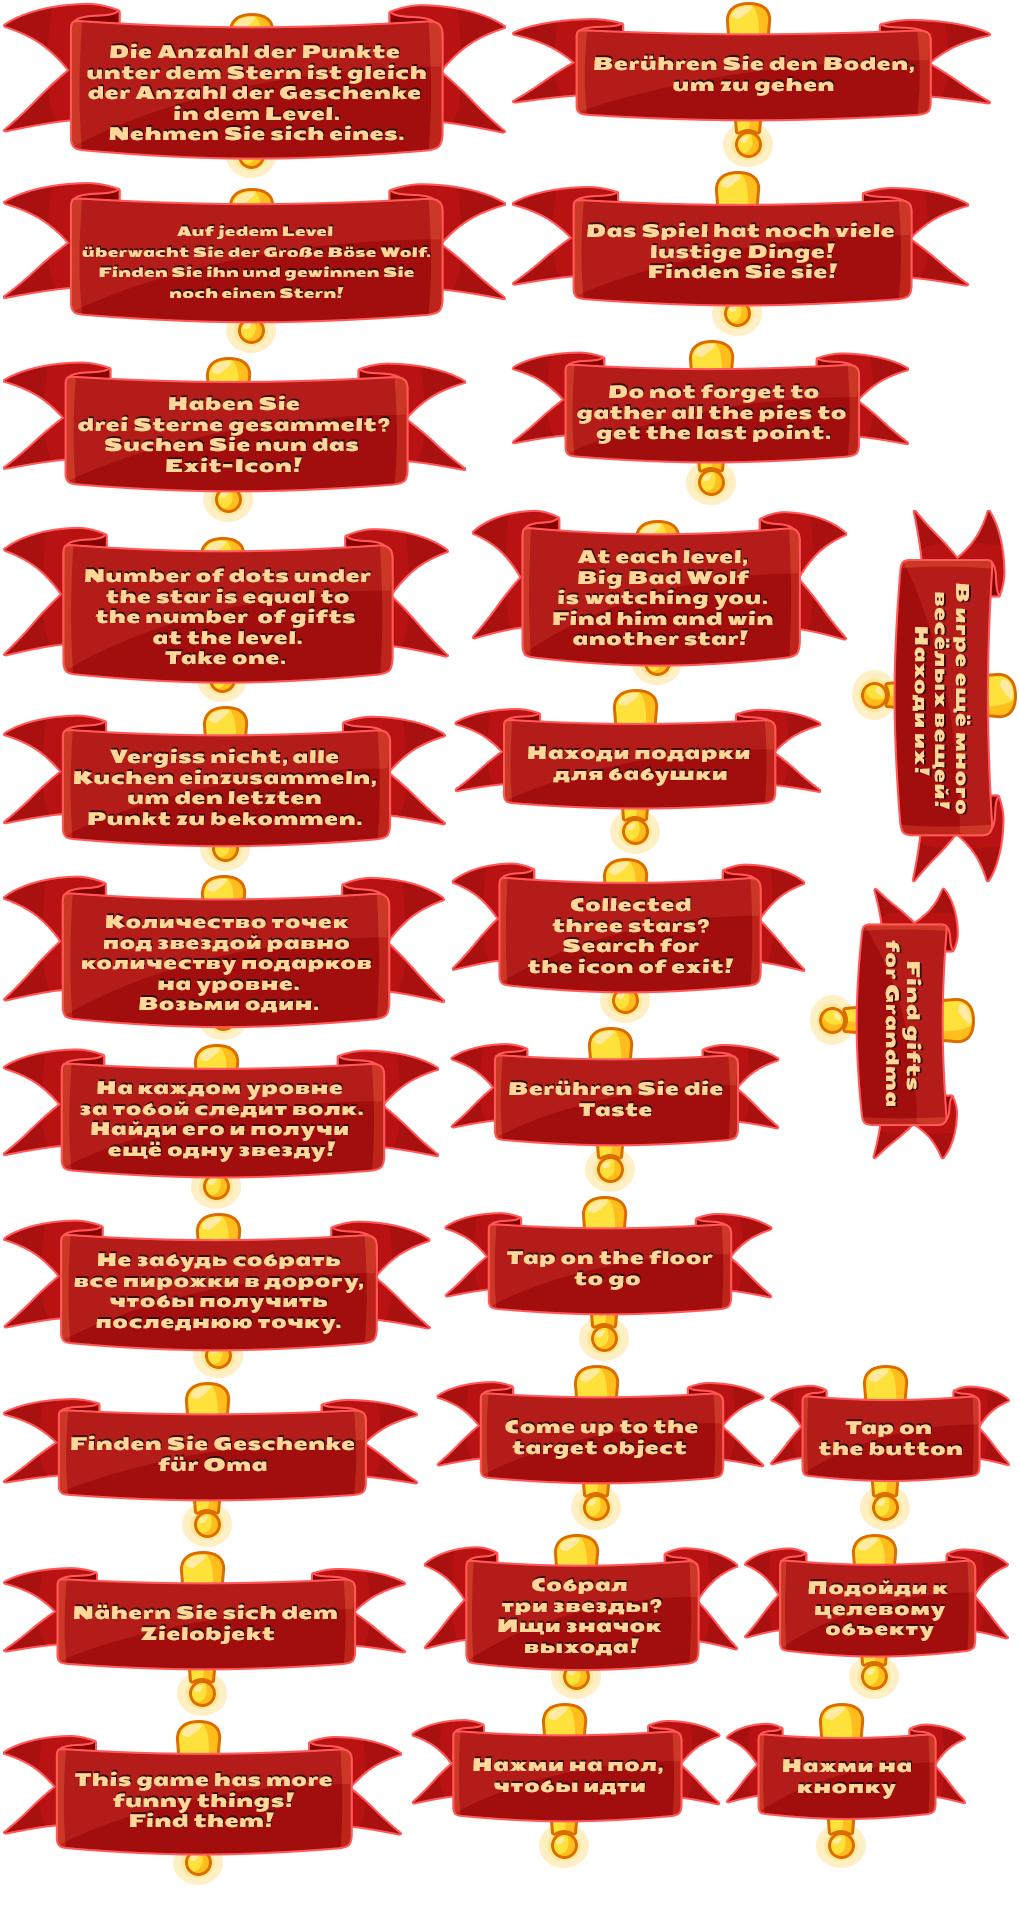 Die Anzahl der Punkte
unter dem Stern ist gleich
der Anzahl der Geschenke
in dem Level.
Nehmen Sie sich eines.
Berühren Sie den Boden,
um zu gehen
Auf jedem Level
überwacht Sie der Große Böse Wolf.
Finden Sie ihn und gewinnen Sie
noch einen Stern!
Das Spiel hat noch viele
lustige Dinge!
Finden Sie sie!
Haben Sie
drei Sterne gesammelt?
Suchen Sie nun das
Exit-Icon!
Do not forget to
gather all the pies to
get the last point.
Number of dots under
the star is equal to
the number of gifts
at the level.
Take one.
At each level,
Big Bad Wolf
is watching you.
Find him and win
another star!
В игре ещё много
весёлых вещей!
Находи их!
Vergiss nicht, alle
Kuchen einzusammeln,
um den letzten
Punkt zu bekommen.
Находи подарки
для бабушки
Количество точек
под звездой равно
количеству подарков
на уровне.
Возьми один.
Collected
three stars?
Search for
the icon of exit!
Find gifts
for Grandma
На каждом уровне
за тобой следит волк.
Найди его и получи
ещё одну звезду!
Berühren Sie die
Taste
Не забудь собрать
все пирожки в дорогу,
чтобы получить
последнюю точку.
Tap on the floor
to go
Finden Sie Geschenke
für Oma
Come up to the
target object
Tap on
the button
Nähern Sie sich dem
Zielobjekt
Собрал
три звезды?
Ищи значок
выхода!
Подойди к
целевому
объекту
This game has more
funny things!
Find them!
Нажми на пол,
чтобы идти
Нажми на
кнопку